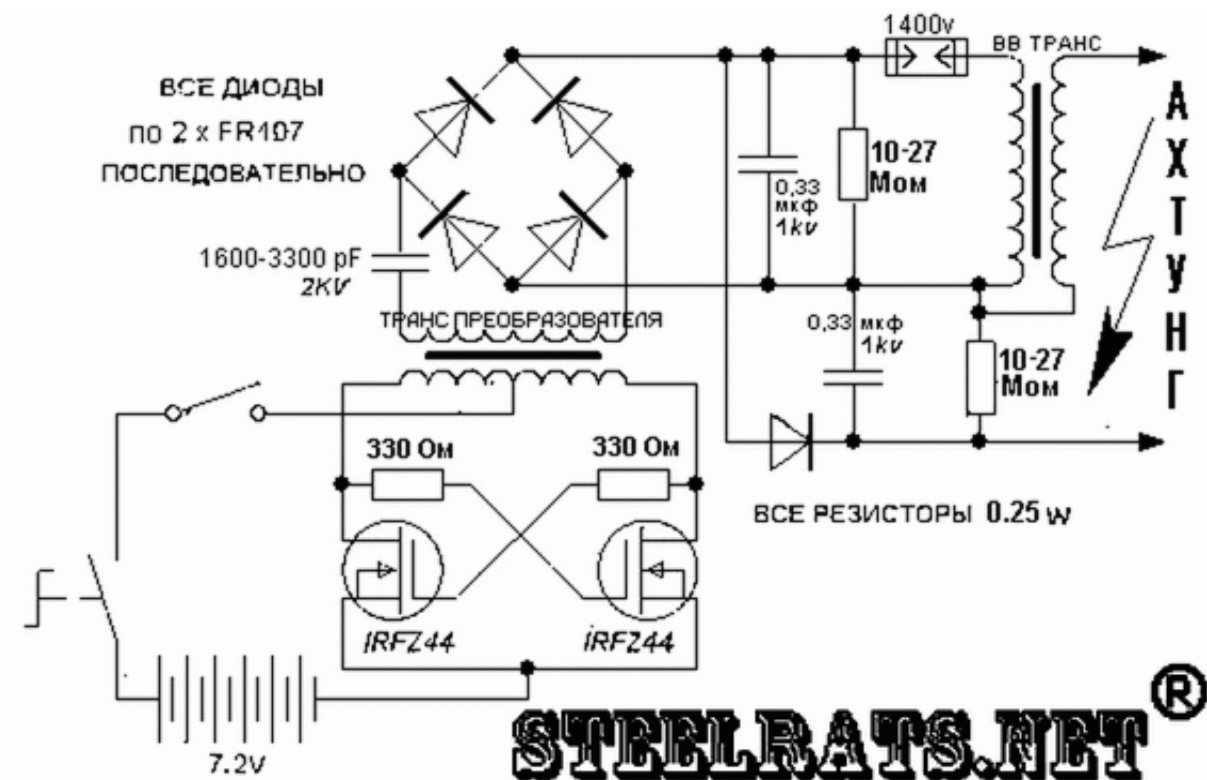 1400v
ВВ ТРАНС
АХТУНГ
ВСЕ ДИОДЫ
по 2 x FR107
ПОСЛЕДОВАТЕЛЬНО
10-27
Мом
0,33
мкф
1kv
1600-3300 pF
2KV
ТРАНС ПРЕОБРАЗОВАТЕЛЯ
0,33 мкф
1kv
10-27
Мом
330 Ом
330 Ом
ВСЕ РЕЗИСТОРЫ 0.25 w
IRFZ44
IRFZ44
7.2V
STEELRATS.NET®